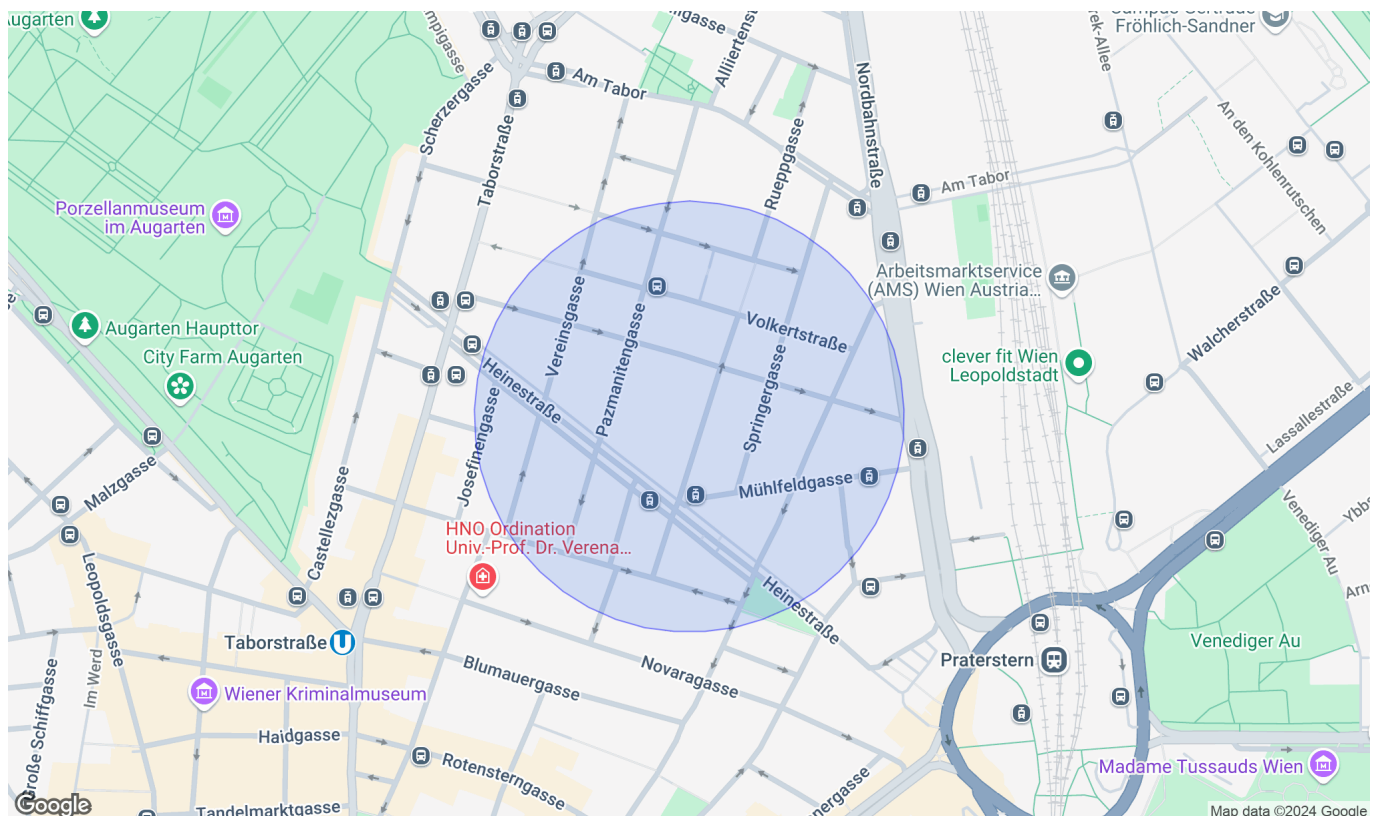 Augarten
Campus Gertrude
Fröhlich-Sandner
Alliiertenst
Am Tabor
Scherzergasse
Taborstraße
Nordbahnstraße
Rueppgasse
An den Kohlenrutschen
Am Tabor
Porzellanmuseum
im Augarten
Arbeitsmarktservice
(AMS) Wien Austria...
Augarten Haupttor
City Farm Augarten
Vereinsgasse
Pazmanitengasse
Volkertstraße
Springergasse
Walcherstraße
clever fit Wien
Leopoldstadt
Heinestraße
Josefinengasse
Lassallestraße
Malzgasse
Castellezgasse
Mühlfeldgasse
HNO Ordination
Univ.-Prof. Dr. Verena...
Venediger Au
Ybbs
Arn
Leopoldsgasse
Heinestraße
Taborstraße
U
Blumauergasse
Novaragasse
Praterstern
Venediger Au
Im Werd
Große Schiffgasse
Wiener Kriminalmuseum
Haidgasse
Rotensterngasse
Madame Tussauds Wien
Tandelmarktgasse
nergasse
Google
Map data ©2024 Google